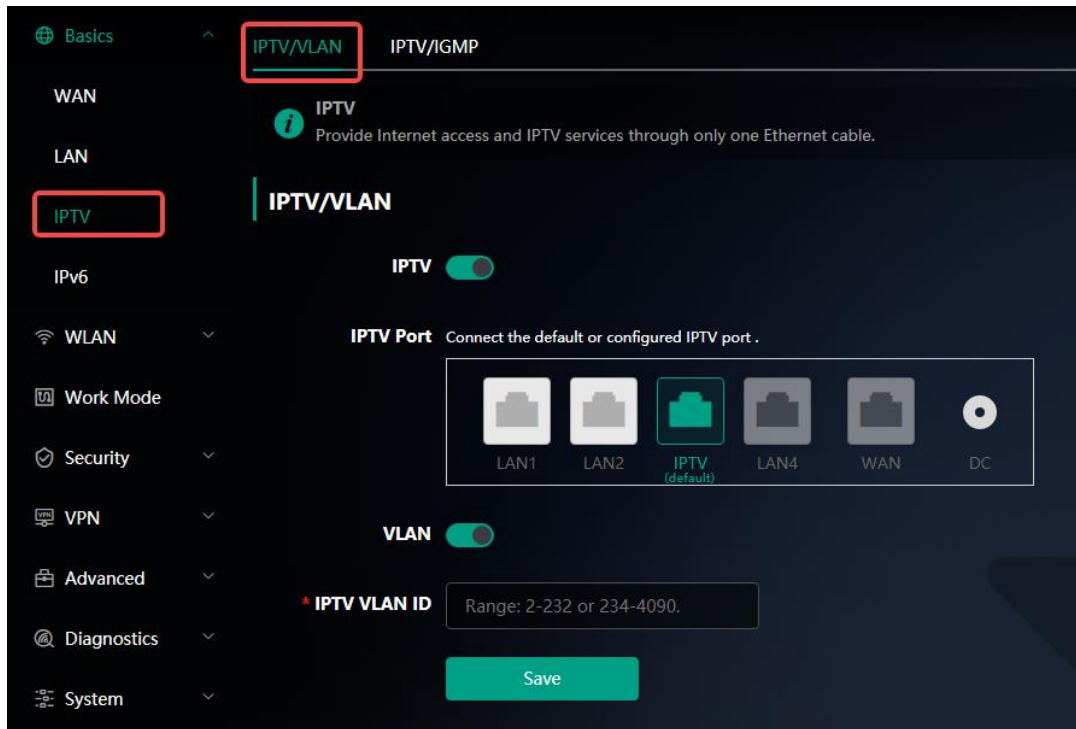 Basics
WAN
LAN
IPTV
IPv6
WLAN
Work Mode
Security
VPN
VPN
Advanced
Diagnostics
System
IPTV/VLAN
IPTV/IGMP
i
IPTV
Provide Internet access and IPTV services through only one Ethernet cable.
IPTV/VLAN
IPTV
IPTV Port Connect the default or configured IPTV port .
LAN1 LAN2 IPTV LAN4 WAN DC
(default)
VLAN
* IPTV VLAN ID Range: 2-232 or 234-4090.
Save